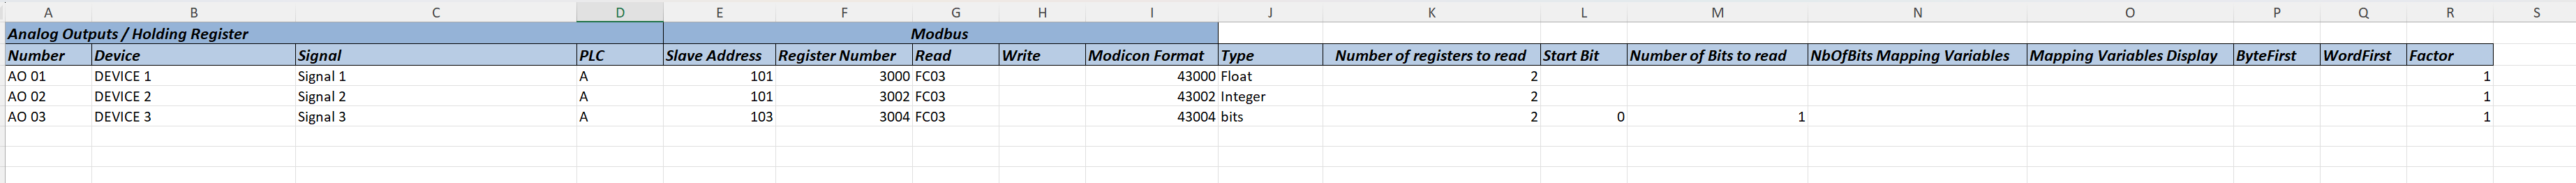 A B C D E F G H I J K L M N O P Q R S
Analog Outputs / Holding Register Modbus
Number Device Signal PLC Slave Address Register Number Read Write Modicon Format Type Number of registers to read Start Bit Number of Bits to read NbOfBits Mapping Variables Mapping Variables Display ByteFirst WordFirst Factor
AO 01 DEVICE 1 Signal 1 A 101 3000 FC03 43000 Float 2 1
AO 02 DEVICE 2 Signal 2 A 101 3002 FC03 43002 Integer 2 1
AO 03 DEVICE 3 Signal 3 A 103 3004 FC03 43004 bits 2 0 1 1